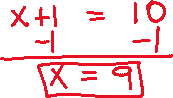 x+1 = 10
-1 -1
x = 9